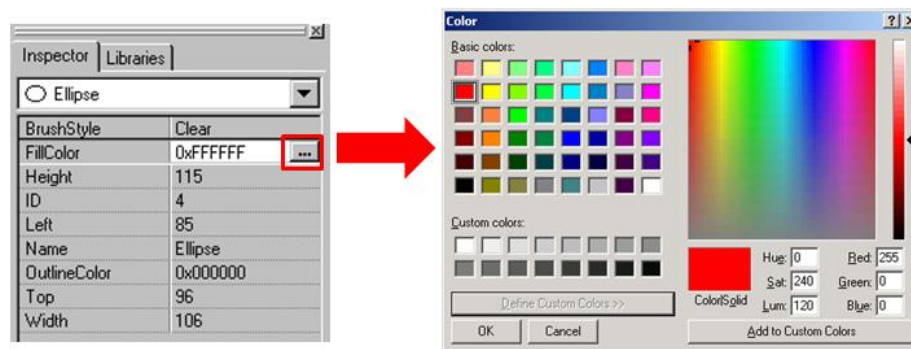 Inspector Libraries
Ellipse
BrushStyle Clear
FillColor 0xFFFFFF ...
Height 115
ID 4
Left 85
Name Ellipse
OutlineColor 0x000000
Top 96
Width 106
Color
Basic colors:
Custom colors:
Define Custom Colors >>
OK Cancel
Color|Solid
Hue: 0 Red: 255
Sat: 240 Green: 0
Lum: 120 Blue: 0
Add to Custom Colors